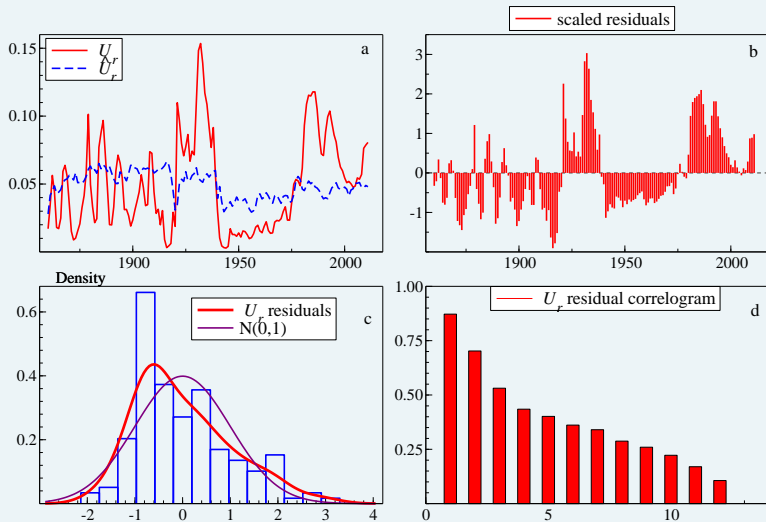 U_r
Û_r
a
0.15
0.10
0.05
1900
1950
2000
scaled residuals
b
3
2
1
0
-1
1900
1950
2000
Density
U_r residuals
N(0,1)
c
0.6
0.4
0.2
-2
-1
0
1
2
3
4
U_r residual correlogram
d
1.00
0.75
0.50
0.25
0
5
10